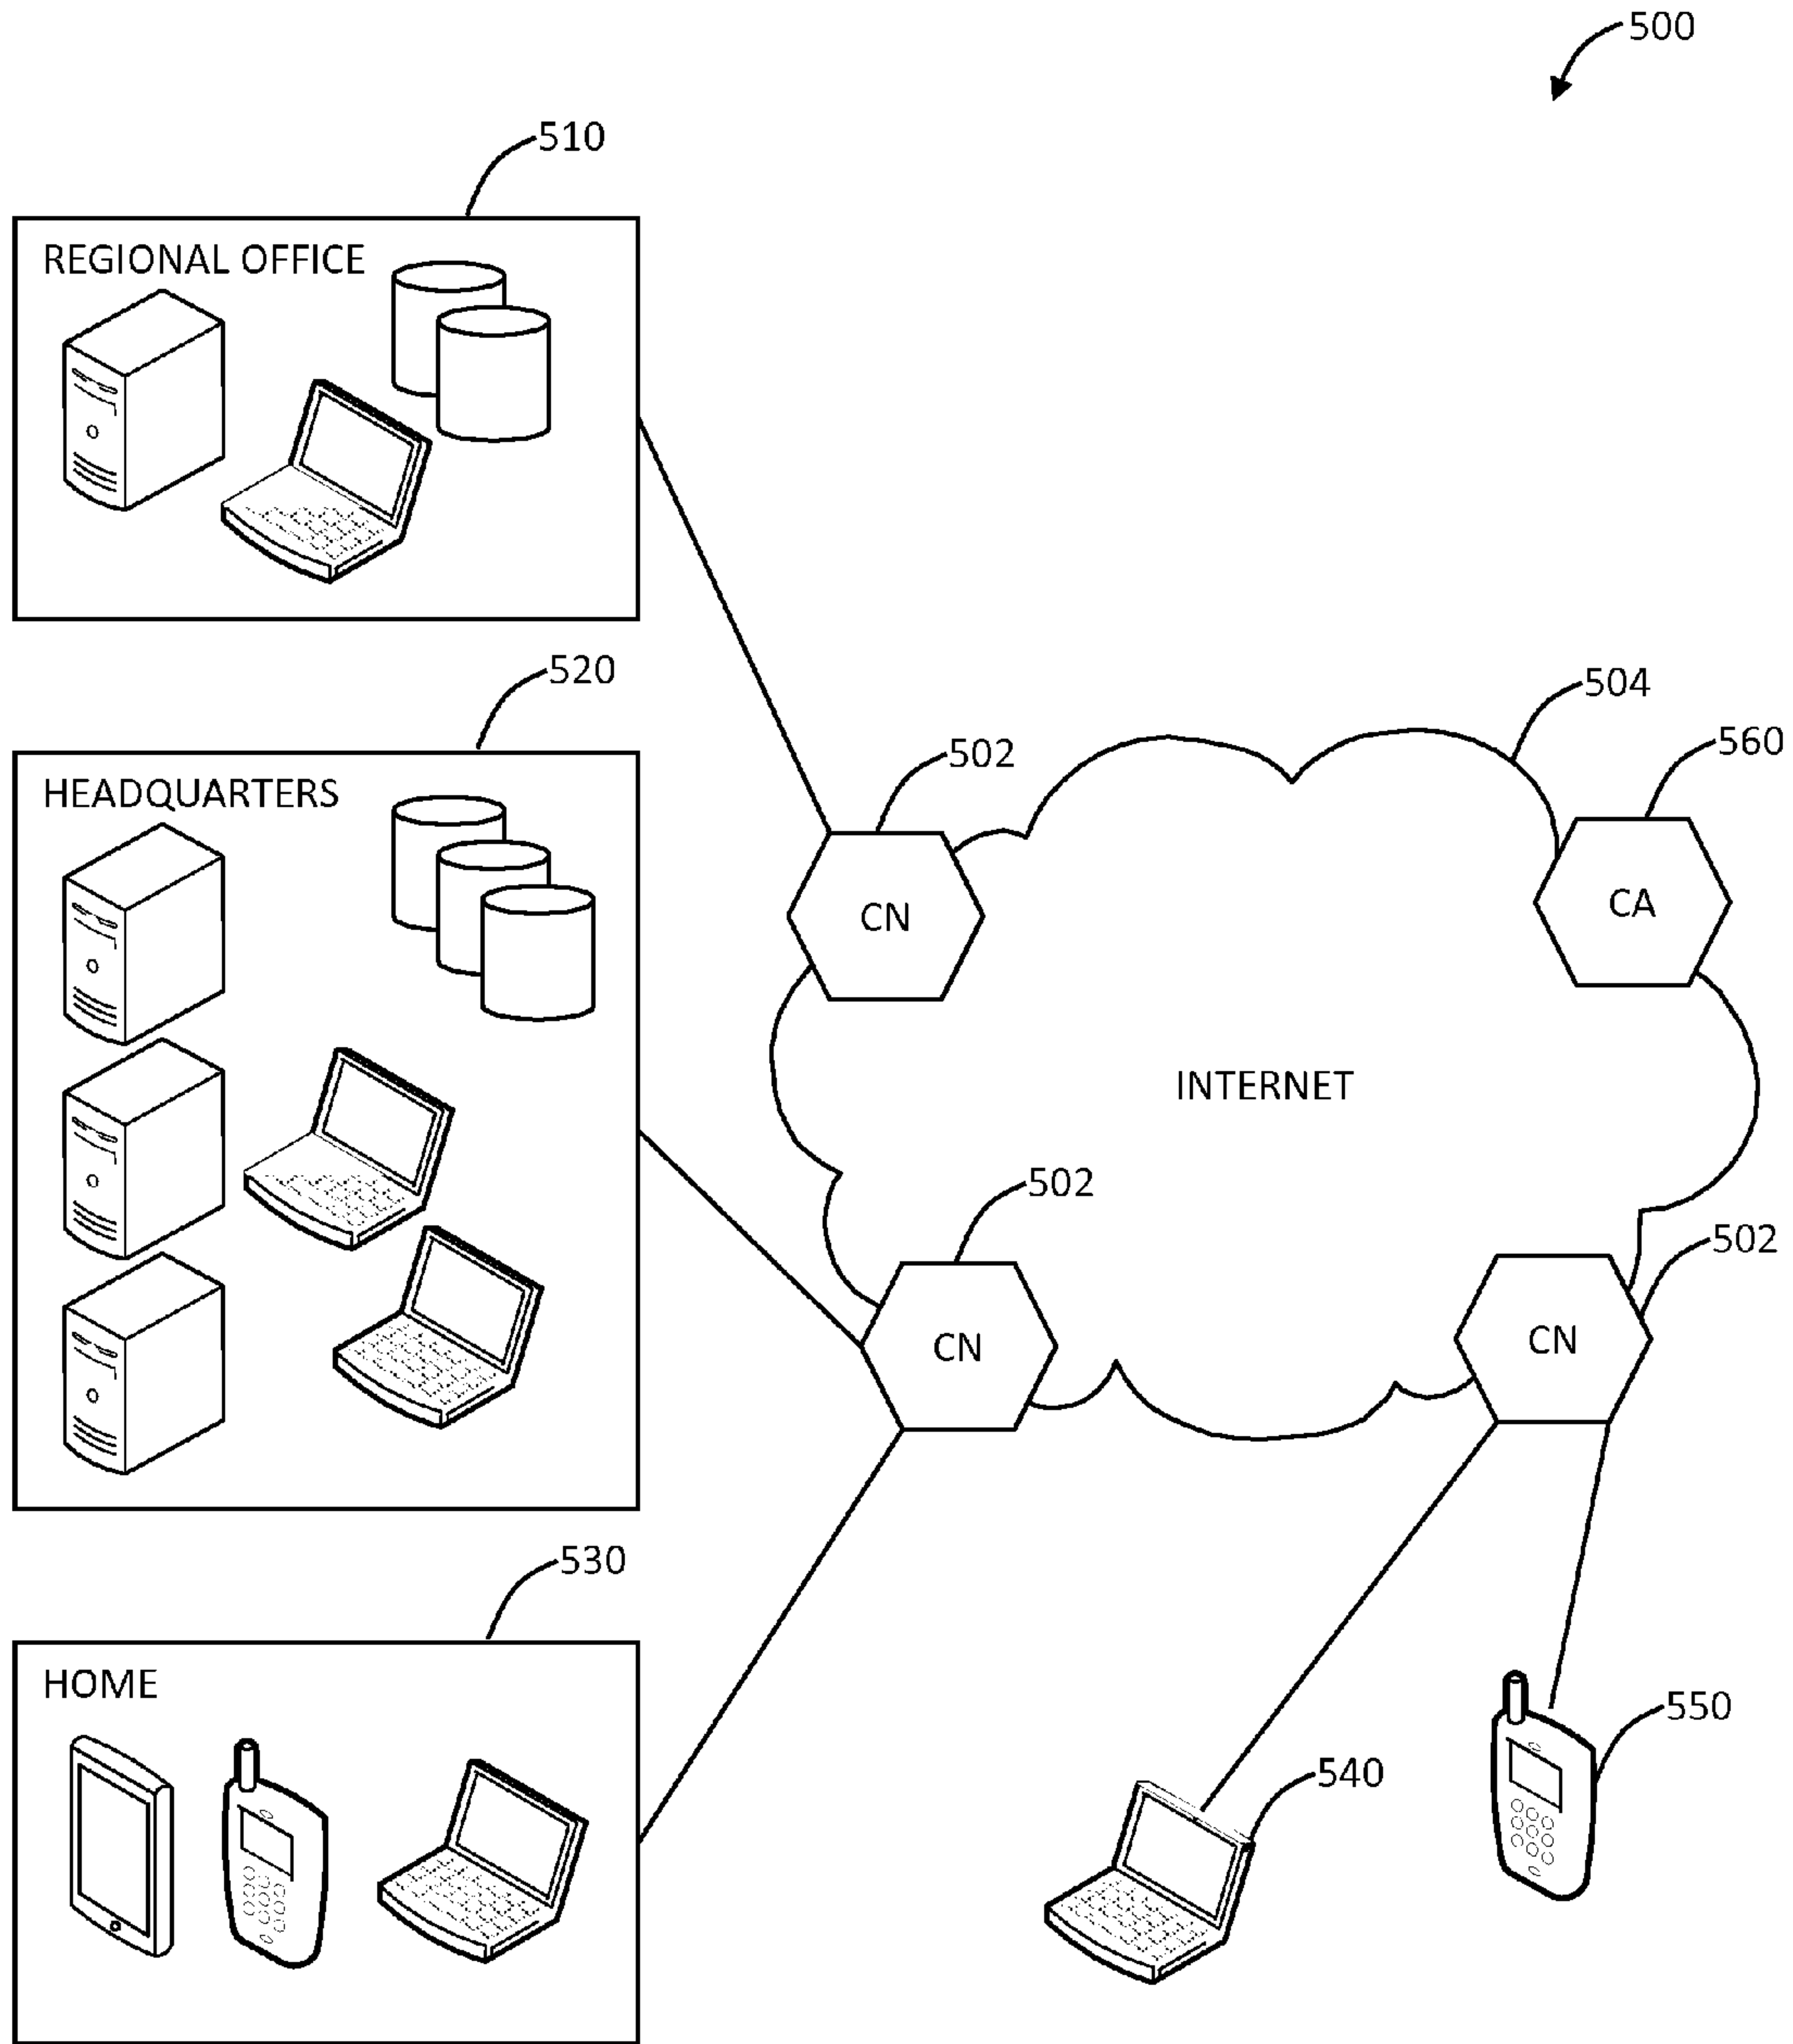 500
510
REGIONAL OFFICE
520
504
502
560
HEADQUARTERS
CN
CA
INTERNET
502
502
CN
CN
530
HOME
550
540